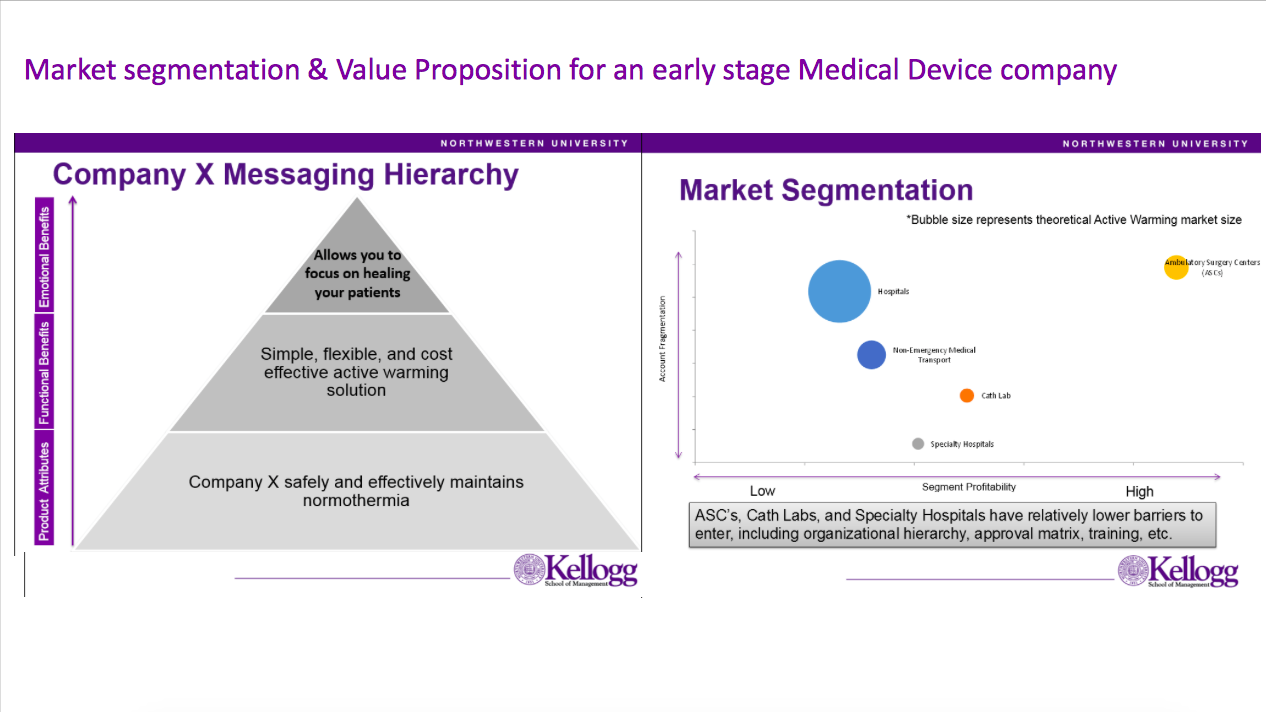 Market segmentation & Value Proposition for an early stage Medical Device company
NORTHWESTERN UNIVERSITY
Company X Messaging Hierarchy
Emotional Benefits
Functional Benefits
Product Attributes
Allows you to
focus on healing
your patients
Simple, flexible, and cost
effective active warming
solution
Company X safely and effectively maintains
normothermia
Kellogg
School of Management
NORTHWESTERN UNIVERSITY
Market Segmentation
*Bubble size represents theoretical Active Warming market size
Account Fragmentation
Ambulatory Surgery Centers
(ASCs)
Hospitals
Non-Emergency Medical
Transport
Cath Lab
Specialty Hospitals
Low
Segment Profitability
High
ASC's, Cath Labs, and Specialty Hospitals have relatively lower barriers to
enter, including organizational hierarchy, approval matrix, training, etc.
Kellogg
School of Management